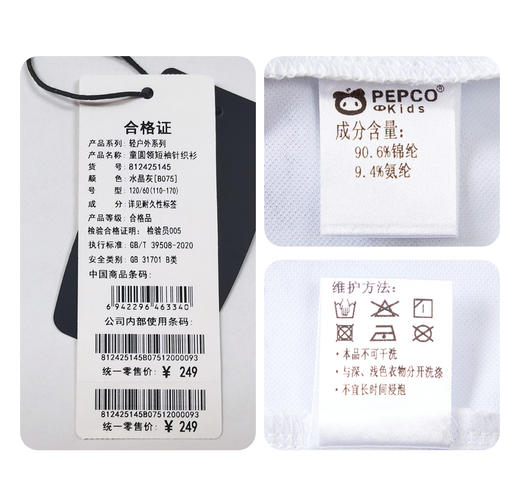 合格证
产品系列: 轻户外系列
产品名称: 童圆领短袖针织衫
货 号: 812425145
颜 色: 水晶灰[B075]
号 型: 120/60(110-170)
成 分: 详见耐久性标签
产品等级: 合格品
检验合格证明: 检验员005
执行标准: GB/T 39508-2020
安全类别: GB 31701 B类
中国商品条码:
6942296463340
公司内部使用条码:
812425145B07512000093
统一零售价: ¥ 249
812425145B07512000093
统一零售价: ¥ 249
PEPCO®
Kids
成分含量:
90.6%锦纶
9.4%氨纶
维护方法:
· 本品不可干洗
· 与深、浅色衣物分开洗涤
· 不宜长时间浸泡